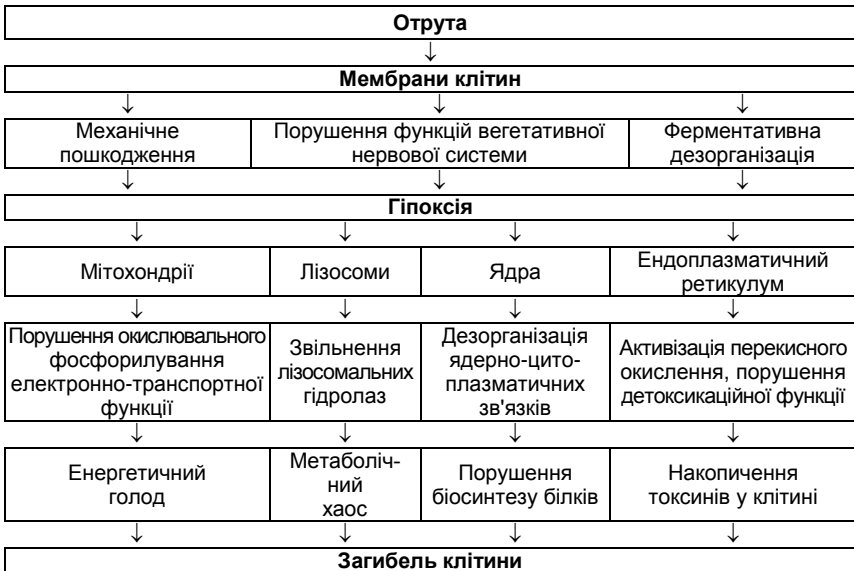 Отрута
↓
Мембрани клітин
↓ ↓ ↓
Механічне
пошкодження
Порушення функцій вегетативної
нервової системи
Ферментативна
дезорганізація
↓ ↓ ↓
Гіпоксія
↓ ↓ ↓ ↓
Мітохондрії
Лізосоми
Ядра
Ендоплазматичний
ретикулум
↓ ↓ ↓ ↓
Порушення окислювального
фосфорилування
електронно-транспортної
функції
Звільнення
лізосомальних
гідролаз
Дезорганізація
ядерно-цито-
плазматичних
зв'язків
Активізація перекисного
окислення, порушення
детоксикаційної функції
↓ ↓ ↓ ↓
Енергетичний
голод
Метаболіч-
ний
хаос
Порушення
біосинтезу білків
Накопичення
токсинів у клітині
↓ ↓ ↓ ↓
Загибель клітини